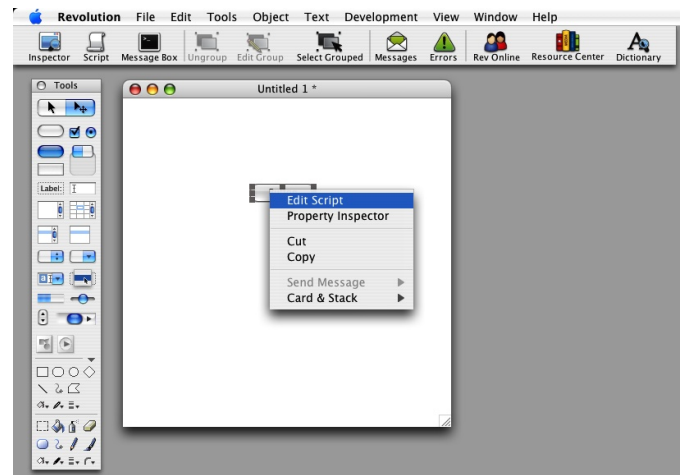 Revolution File Edit Tools Object Text Development View Window Help
Inspector Script Message Box Ungroup Edit Group Select Grouped Messages Errors Rev Online Resource Center Dictionary
Tools
Untitled 1 *
Label:
Edit Script
Property Inspector
Cut
Copy
Send Message
Card & Stack